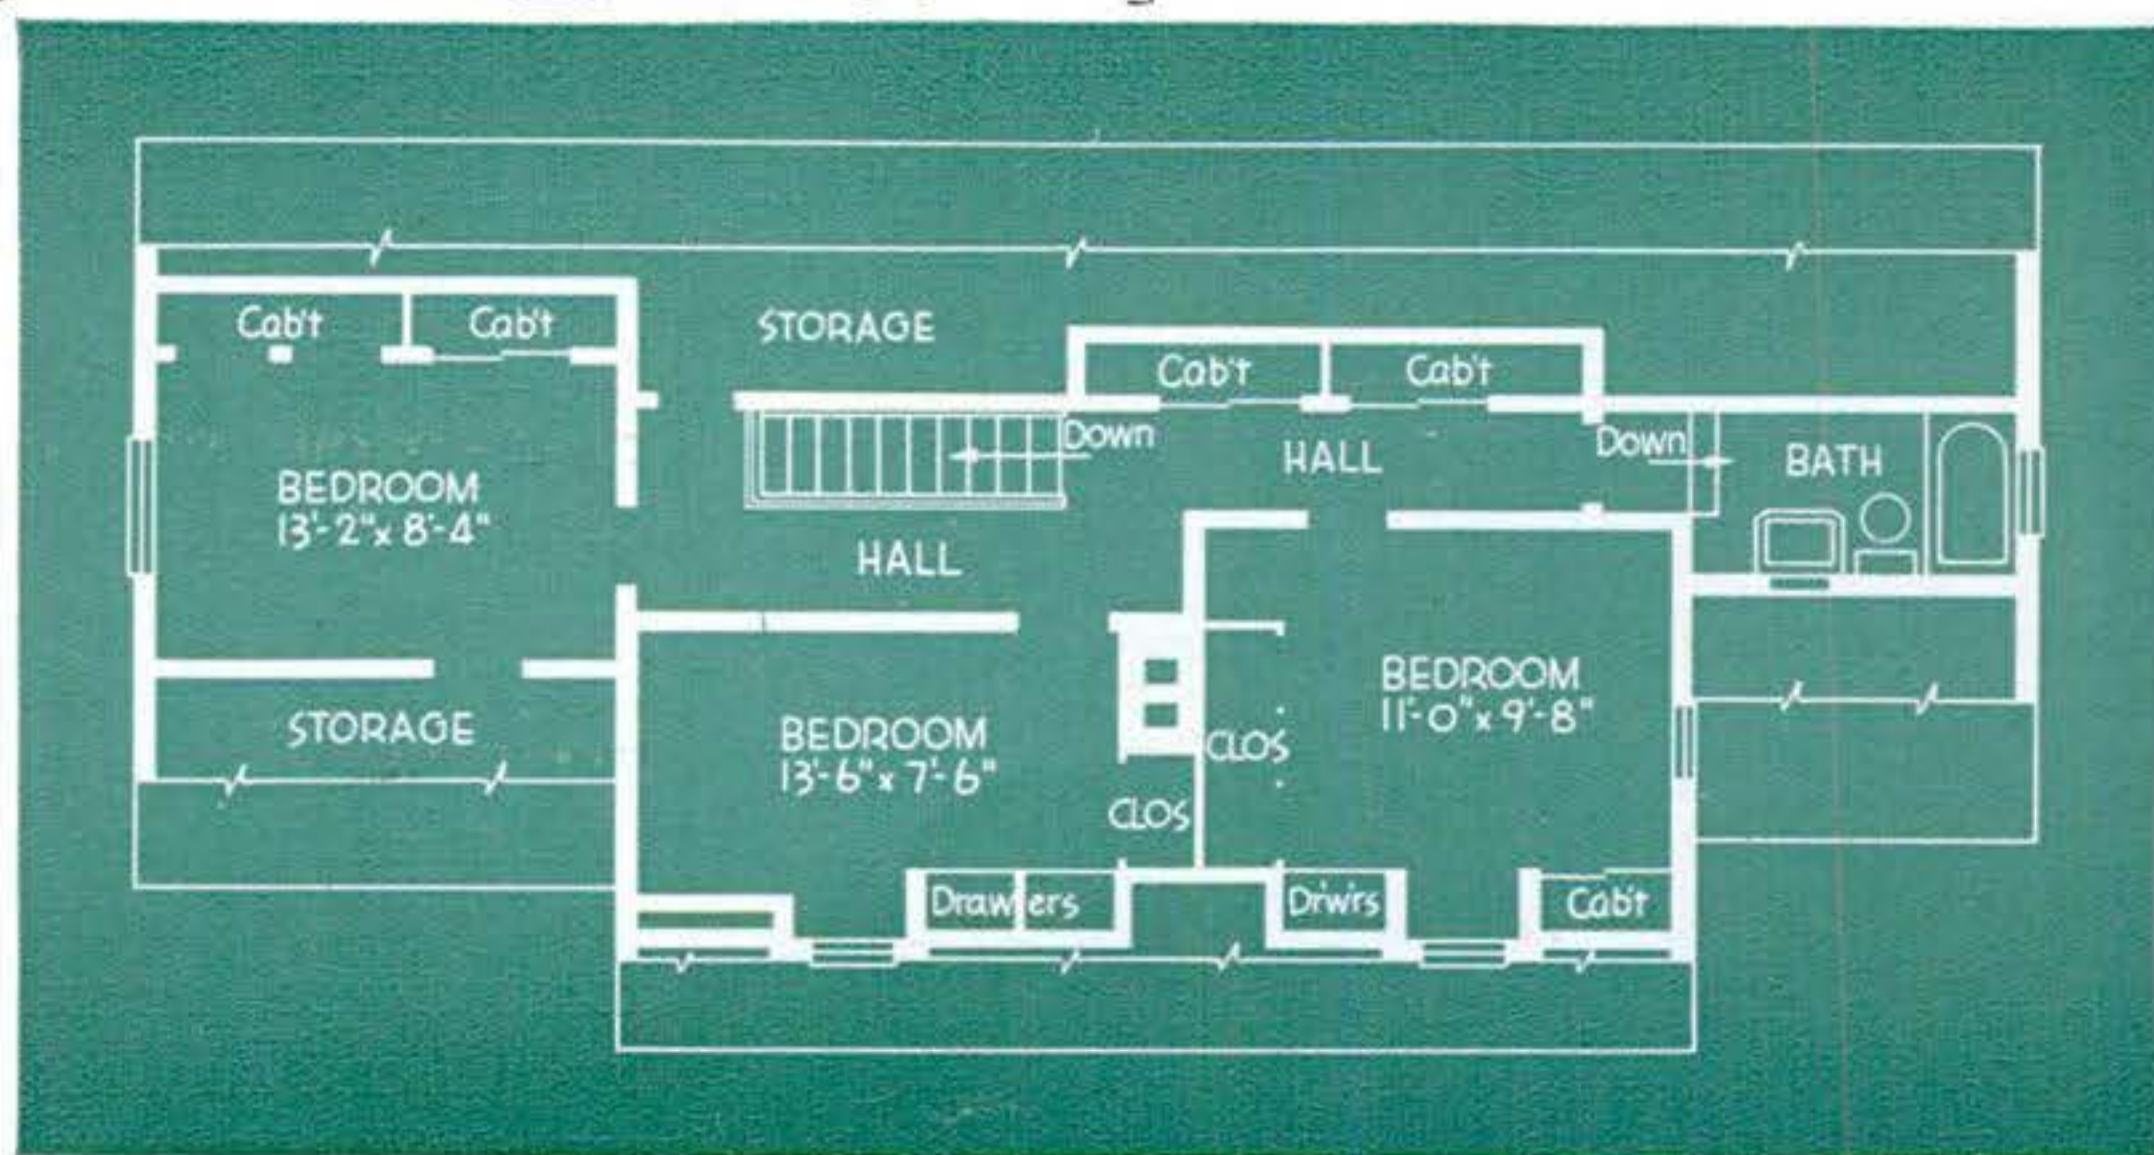 Cab't
Cab't
STORAGE
Cab't
Cab't
Down
HALL
Down
BATH
BEDROOM
13'-2" x 8'-4"
HALL
STORAGE
BEDROOM
13'-6" x 7'-6"
CLOS
CLOS
BEDROOM
11'-0" x 9'-8"
Drawers
Dr'w'rs
Cab't